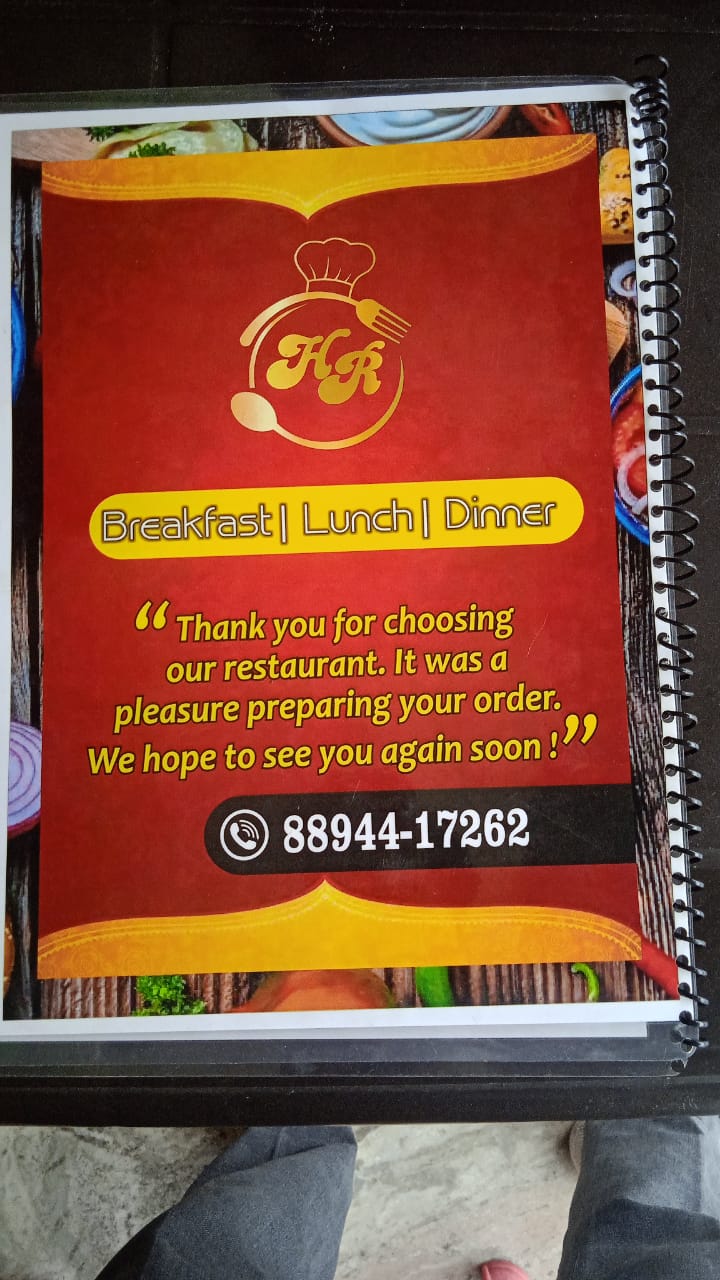 HR
Breakfast| Lunch| Dinner
“Thank you for choosing
our restaurant. It was a
pleasure preparing your order.
We hope to see you again soon !”
88944-17262